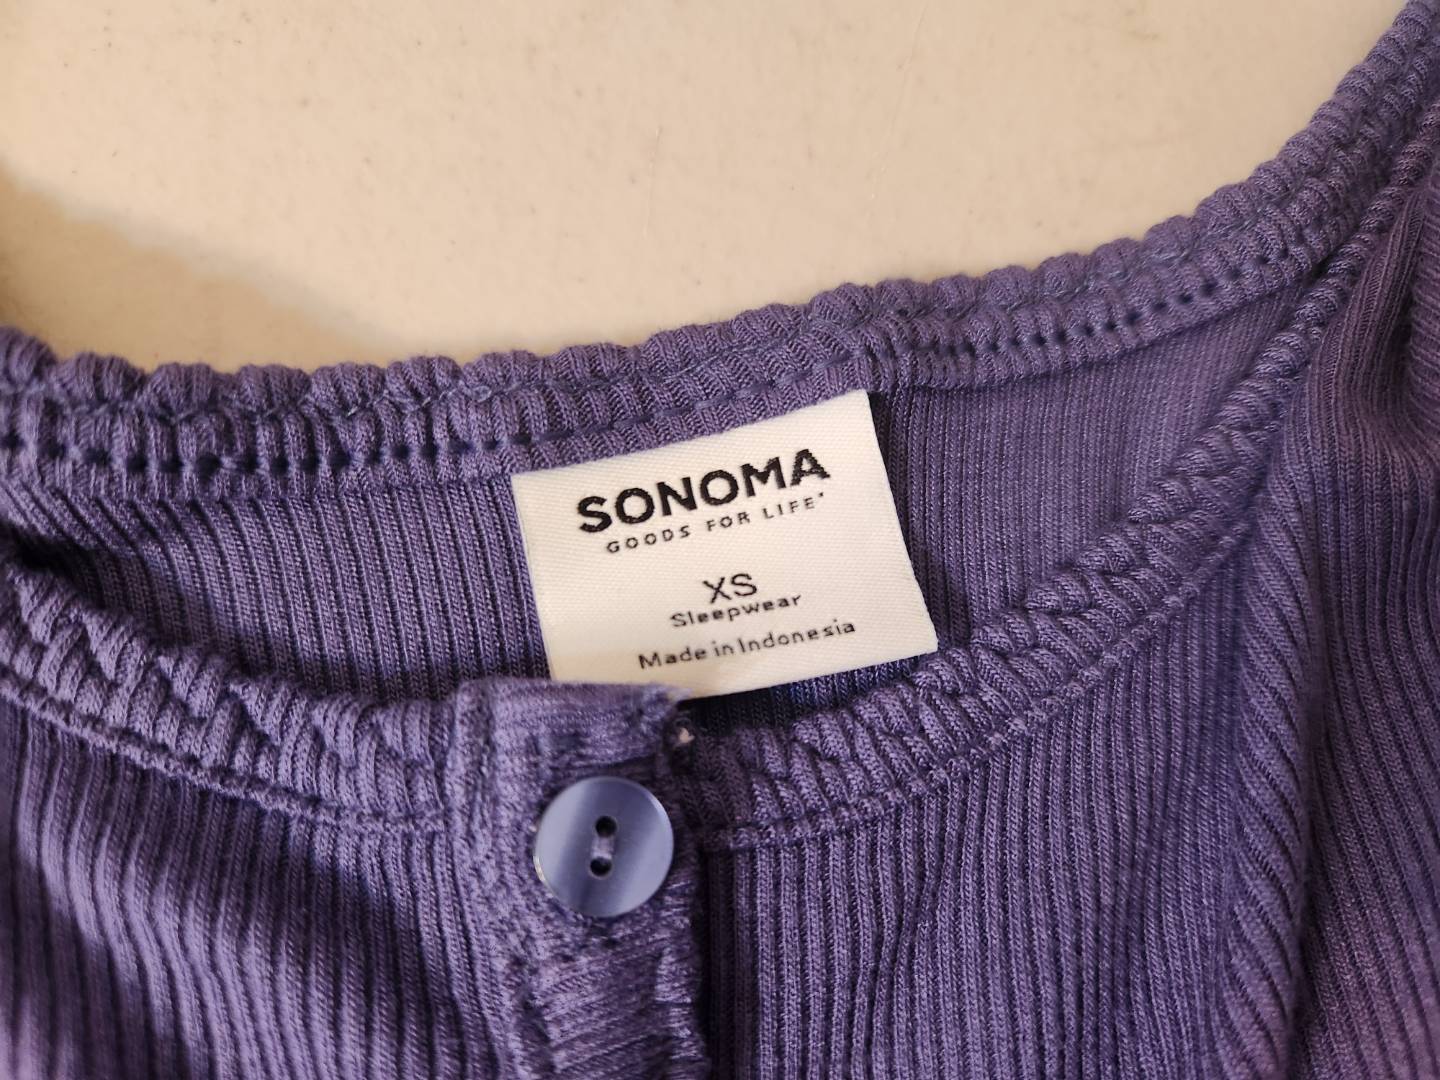 SONOMA
GOODS FOR LIFE®
XS
Sleepwear
Made in Indonesia